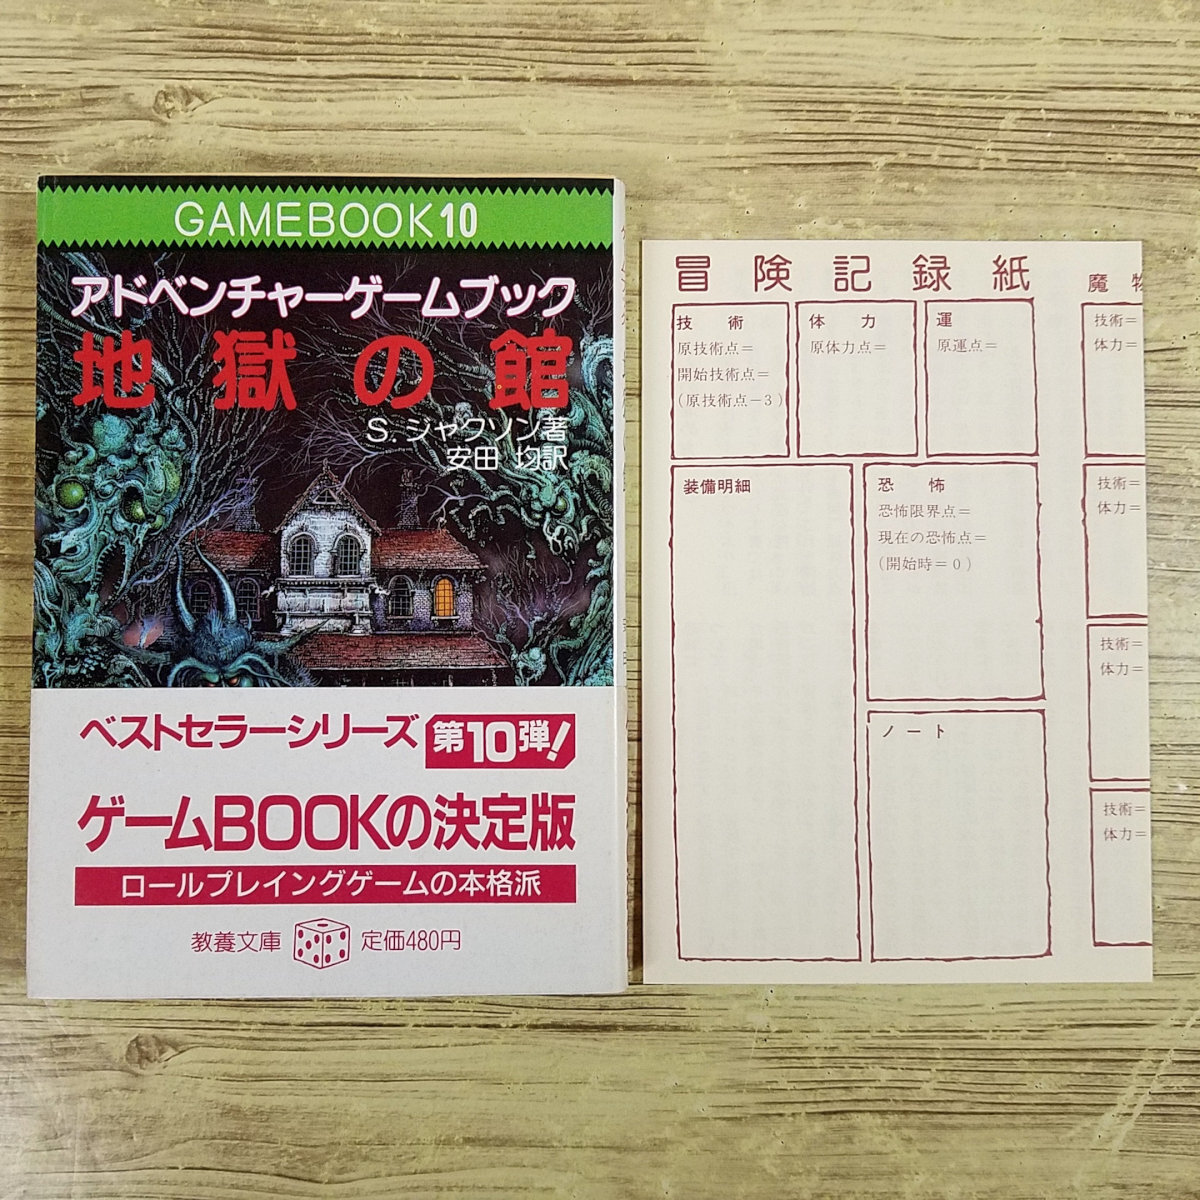 GAMEBOOK10
アドベンチャーゲームブック
地獄の館
S. ジャクソン著
安田 均訳
ベストセラーシリーズ 第10弾!
ゲームBOOKの決定版
ロールプレイングゲームの本格派
教養文庫 定価480円
冒険記録紙
技術
原技術点=
開始技術点=
(原技術点-3)
体力
原体力点=
運
原運点=
装備明細
恐怖
恐怖限界点=
現在の恐怖点=
(開始時=0)
ノート
魔物
技術=
体力=
技術=
体力=
技術=
体力=
技術=
体力=